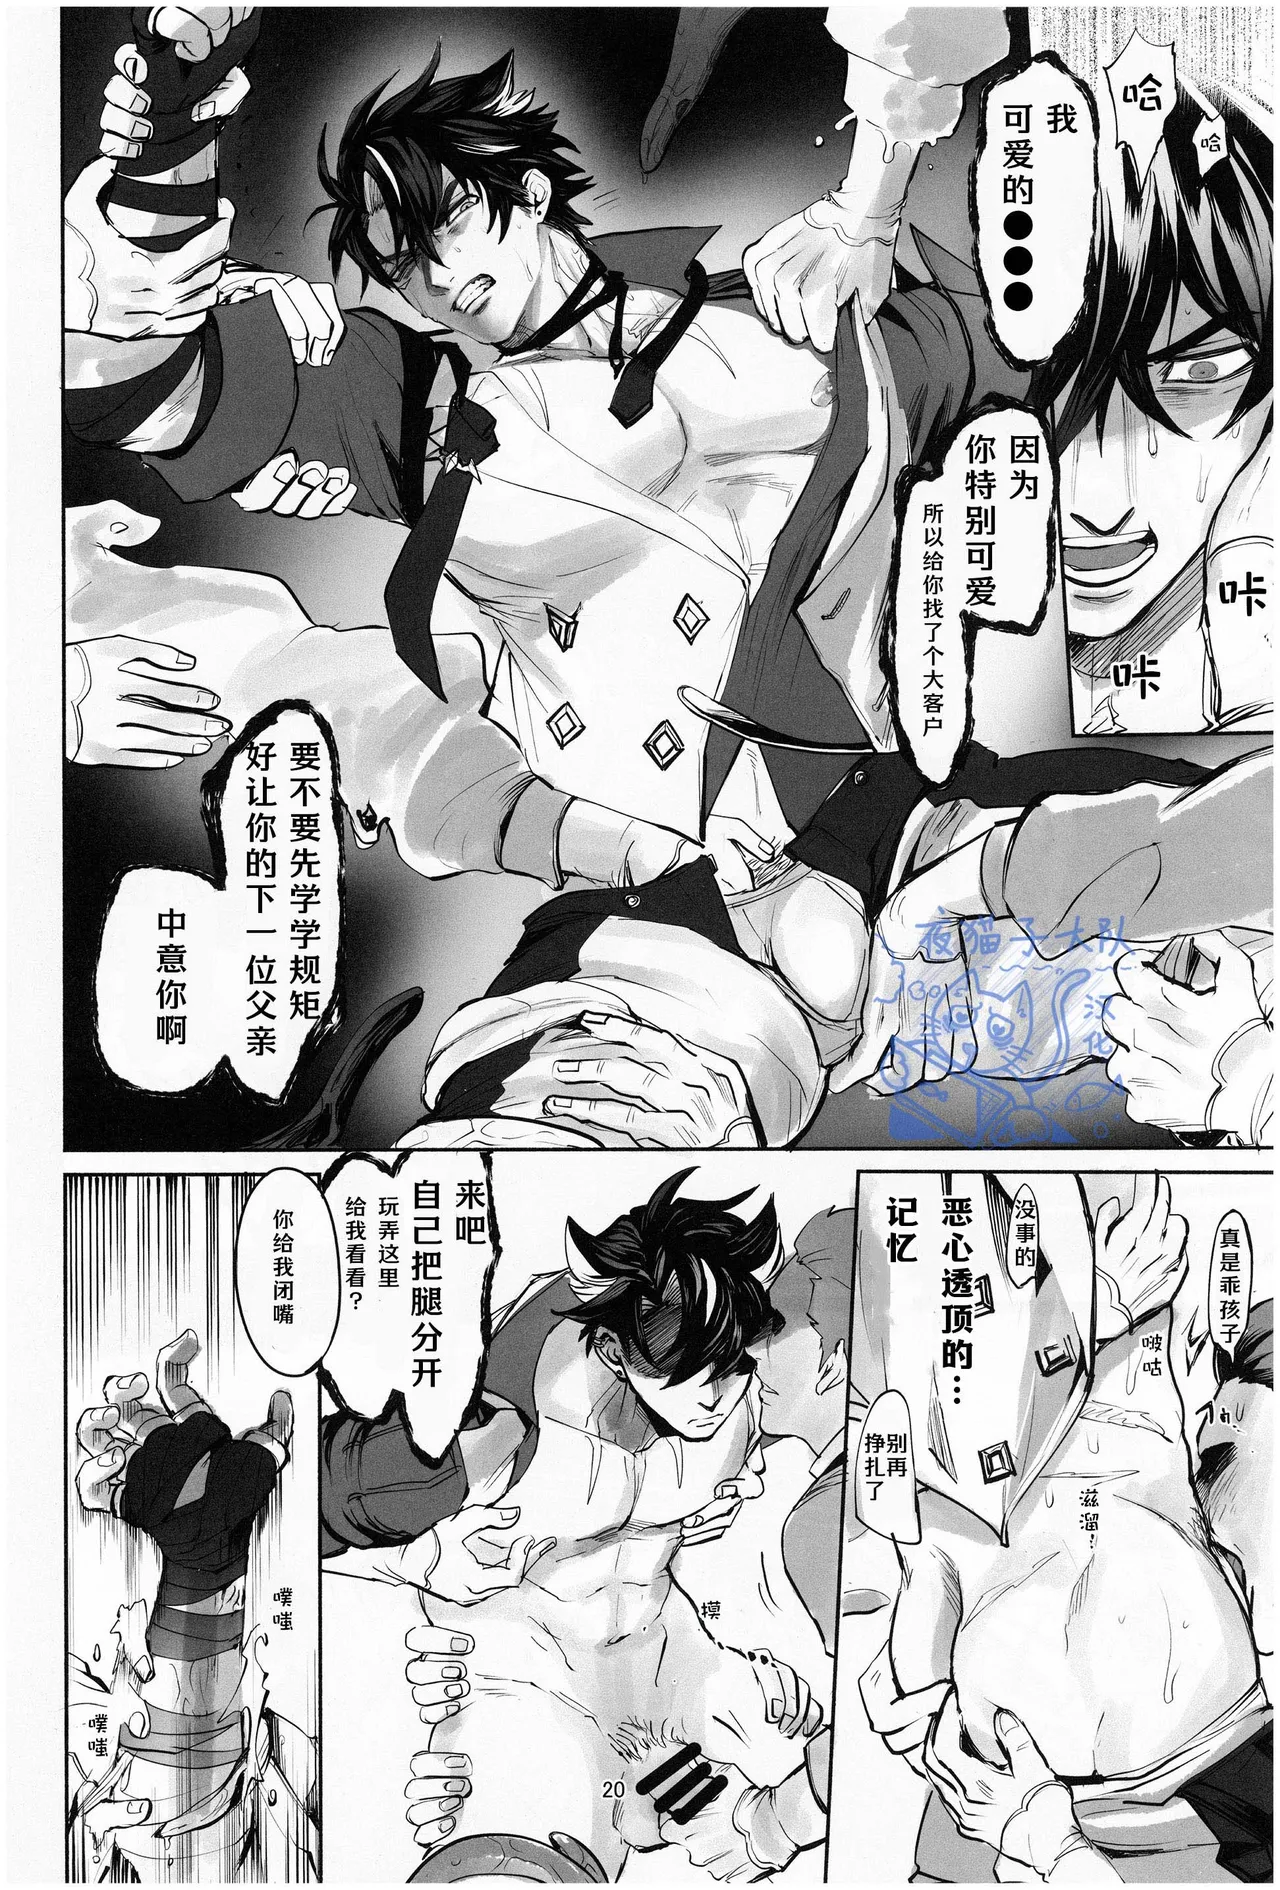 哈
哈
我
可爱的●●●
因为
你特别可爱
所以给你找了个大客户
咔
咔
要不要先学学规矩
好让你的下一位父亲
中意你啊
夜猫子大队
汉化
真是乖孩子
没事的
恶心透顶的…
记忆
啵咕
别再
挣扎了
滋溜!
来吧
自己把腿分开
玩弄这里
给我看看?
摸
你给我闭嘴
噗嗤
噗嗤
20